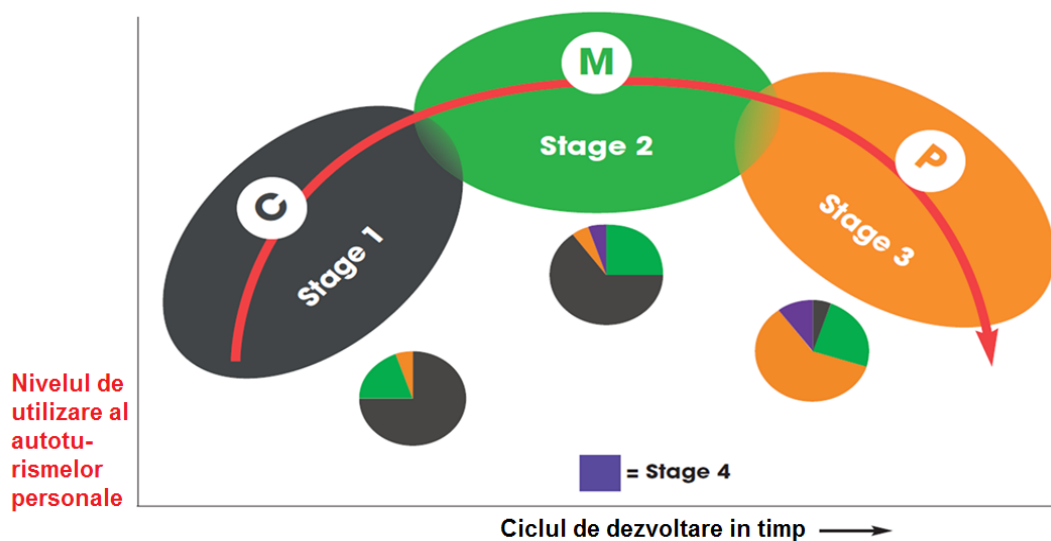 M
Stage 2
C
Stage 1
P
Stage 3
Nivelul de
utilizare al
autotu-
rismelor
personale
= Stage 4
Ciclul de dezvoltare in timp